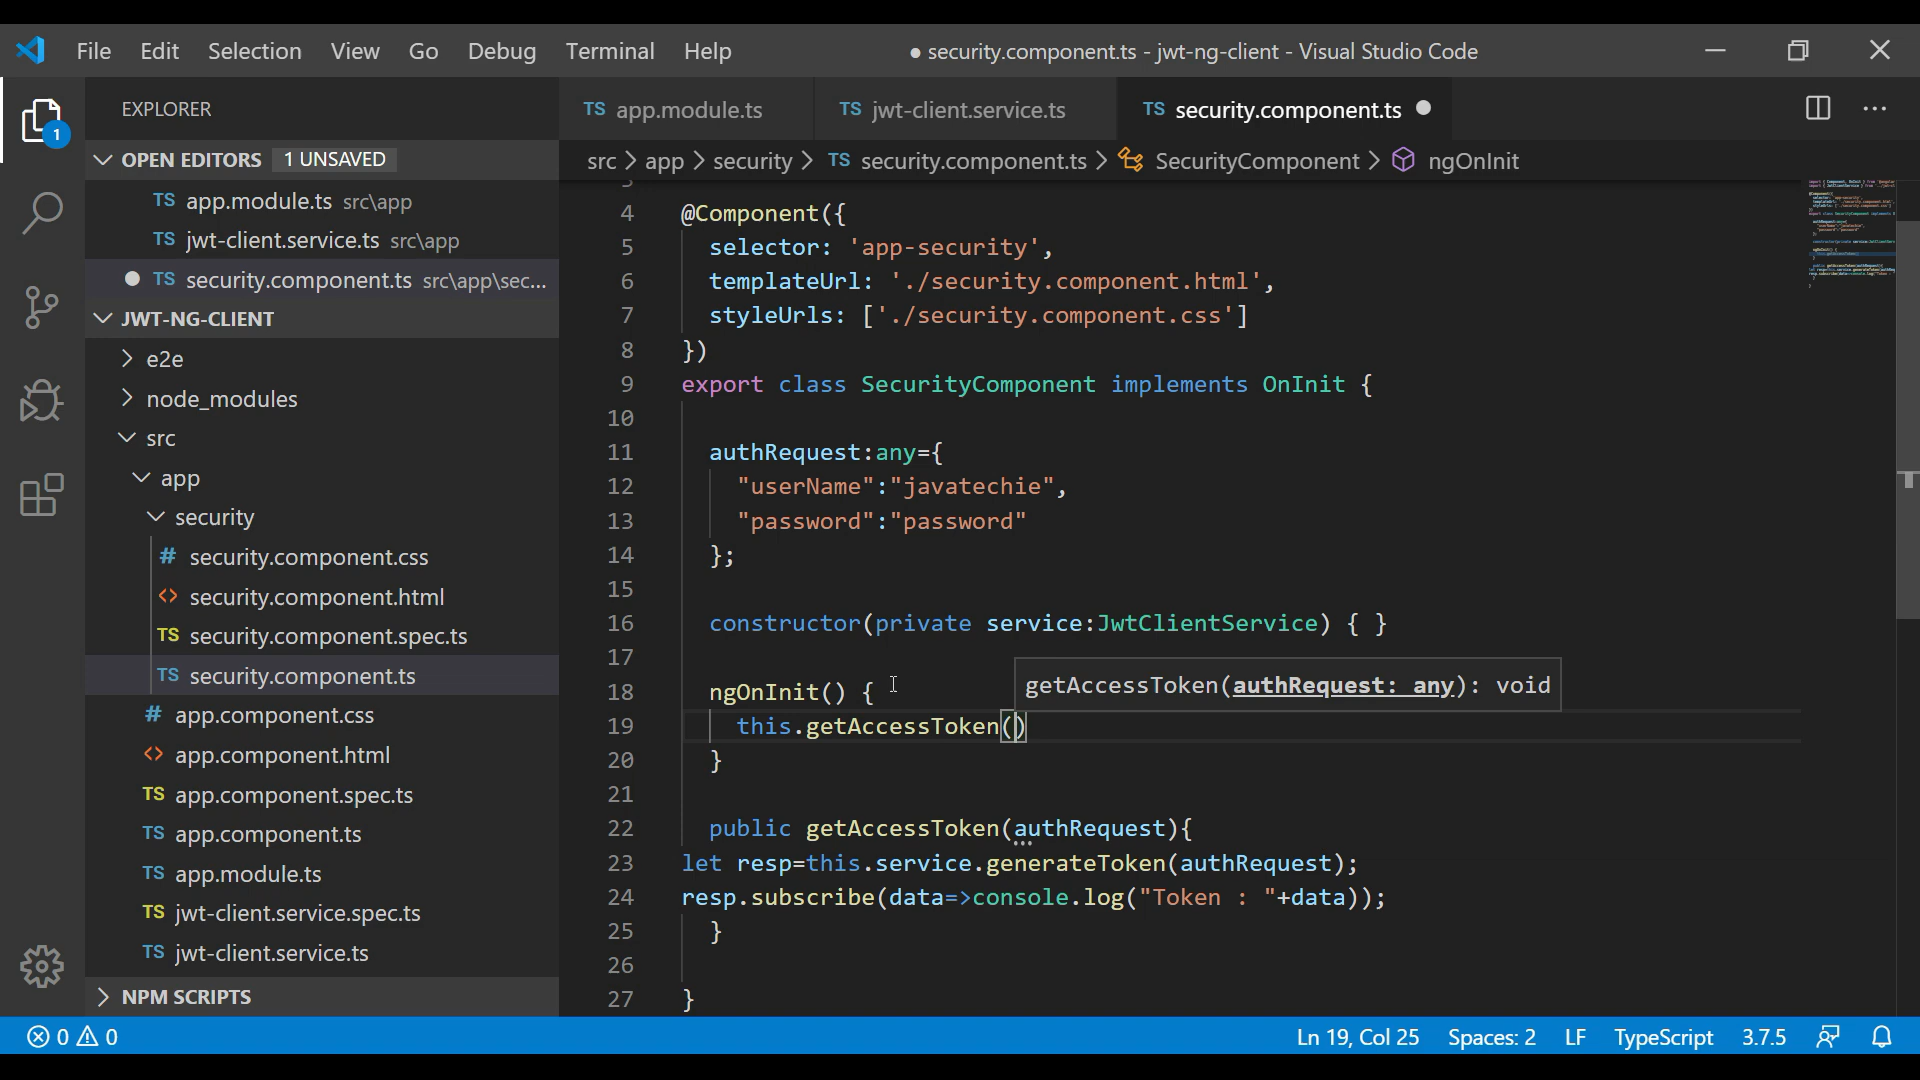 File Edit Selection View Go Debug Terminal Help
● security.component.ts - jwt-ng-client - Visual Studio Code
EXPLORER
1
OPEN EDITORS 1 UNSAVED
TS app.module.ts src\app
TS jwt-client.service.ts src\app
● TS security.component.ts src\app\sec...
JWT-NG-CLIENT
e2e
node_modules
src
app
security
# security.component.css
<> security.component.html
TS security.component.spec.ts
TS security.component.ts
# app.component.css
<> app.component.html
TS app.component.spec.ts
TS app.component.ts
TS app.module.ts
TS jwt-client.service.spec.ts
TS jwt-client.service.ts
NPM SCRIPTS
TS app.module.ts TS jwt-client.service.ts TS security.component.ts ●
src > app > security > TS security.component.ts > SecurityComponent > ngOnInit
4 @Component({
5 selector: 'app-security',
6 templateUrl: './security.component.html',
7 styleUrls: ['./security.component.css']
8 })
9 export class SecurityComponent implements OnInit {
10
11 authRequest:any={
12 "userName":"javatechie",
13 "password":"password"
14 };
15
16 constructor(private service:JwtClientService) { }
17
getAccessToken(authRequest: any): void
18 ngOnInit() {
19 this.getAccessToken()
20 }
21
22 public getAccessToken(authRequest){
23 let resp=this.service.generateToken(authRequest);
24 resp.subscribe(data=>console.log("Token : "+data));
25 }
26
27 }
0 0
Ln 19, Col 25 Spaces: 2 LF TypeScript 3.7.5